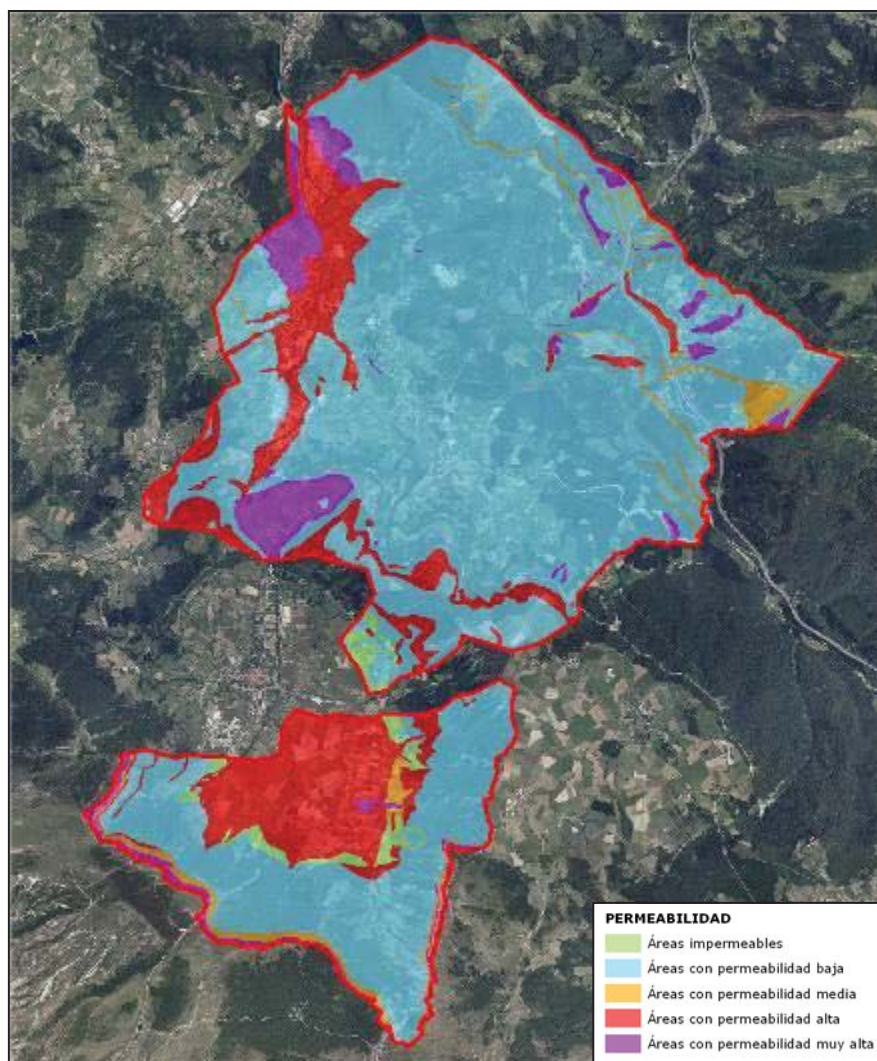 PERMEABILIDAD
Áreas impermeables
Áreas con permeabilidad baja
Áreas con permeabilidad media
Áreas con permeabilidad alta
Áreas con permeabilidad muy alta